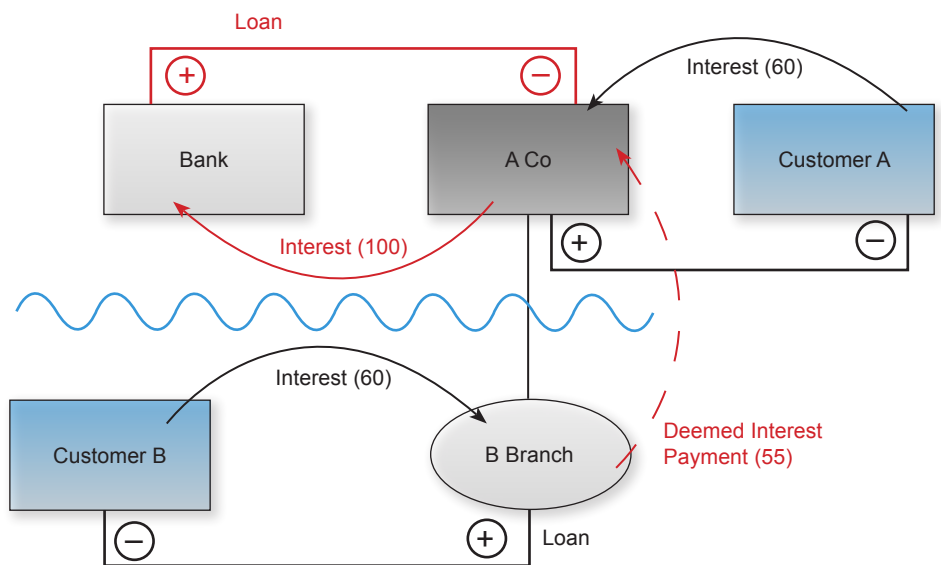 Loan
+
−
Interest (60)
Bank
A Co
Customer A
Interest (100)
+
−
Interest (60)
Customer B
B Branch
Deemed Interest
Payment (55)
−
+
Loan